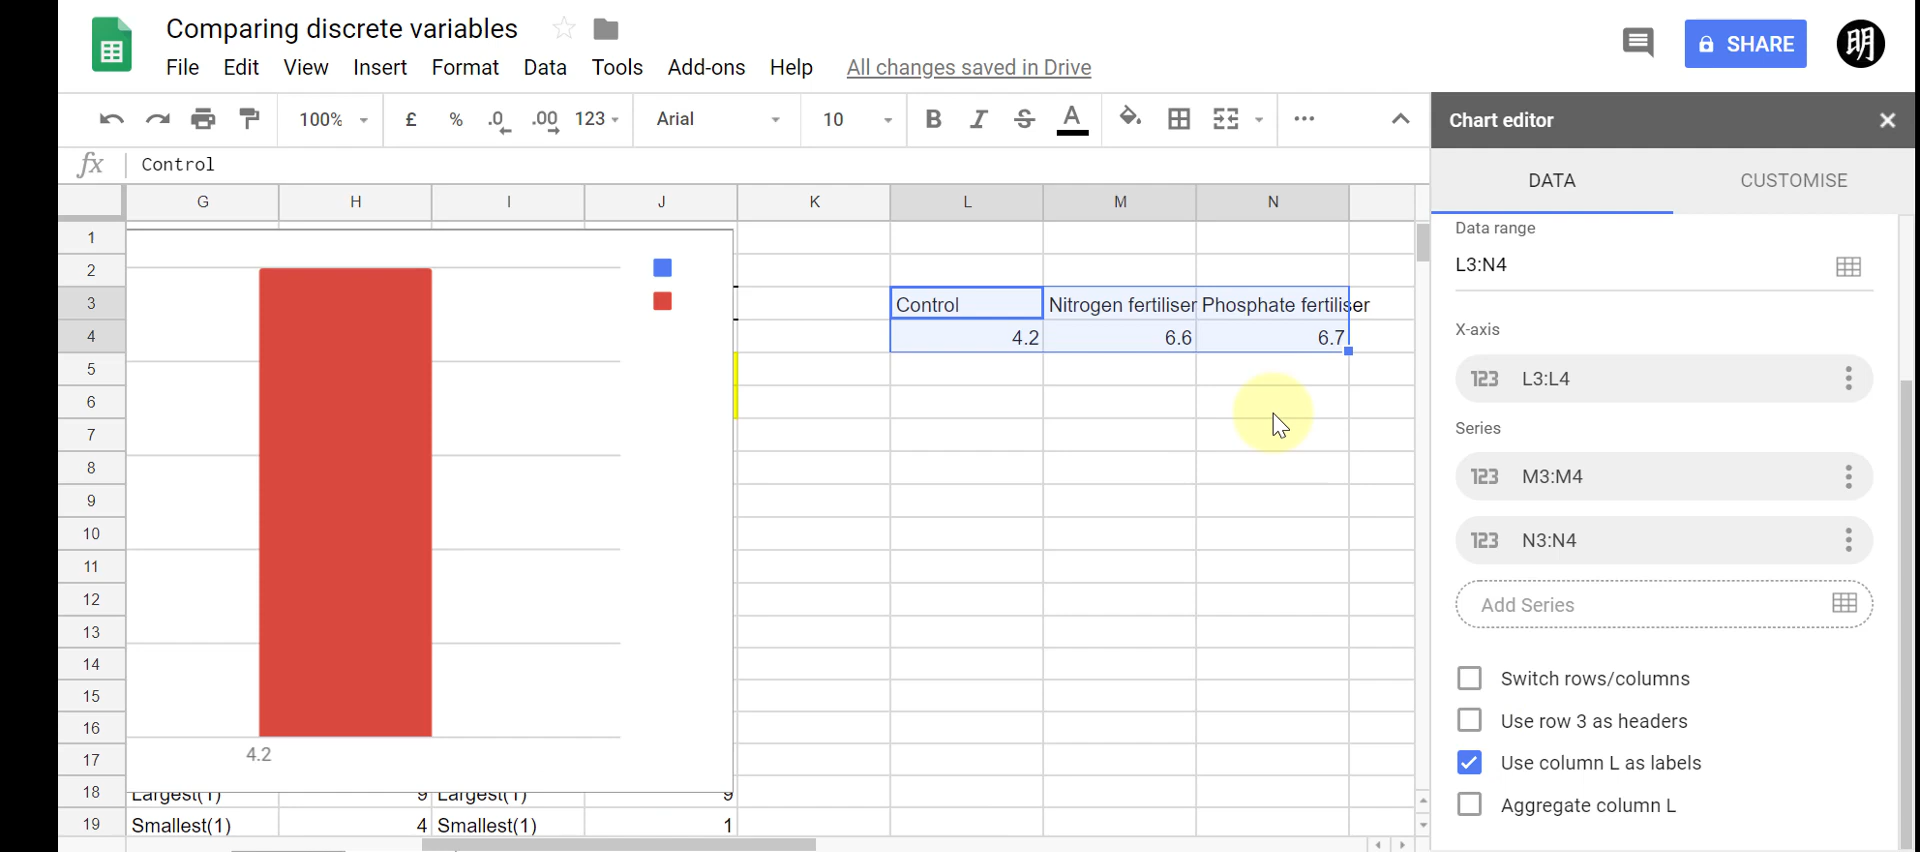 Comparing discrete variables
File Edit View Insert Format Data Tools Add-ons Help All changes saved in Drive
SHARE
明
100% £ % .0 .00 123 Arial 10 B I S A
Chart editor
fx Control
DATA CUSTOMISE
G H I J K L M N
1
2
3 Control Nitrogen fertiliser Phosphate fertiliser
4 4.2 6.6 6.7
5
6
7
8
9
10
11
12
13
14
15
16
17
4.2
18 Largest(1) 9 Largest(1) 9
19 Smallest(1) 4 Smallest(1) 1
Data range
L3:N4
X-axis
123 L3:L4
Series
123 M3:M4
123 N3:N4
Add Series
Switch rows/columns
Use row 3 as headers
Use column L as labels
Aggregate column L